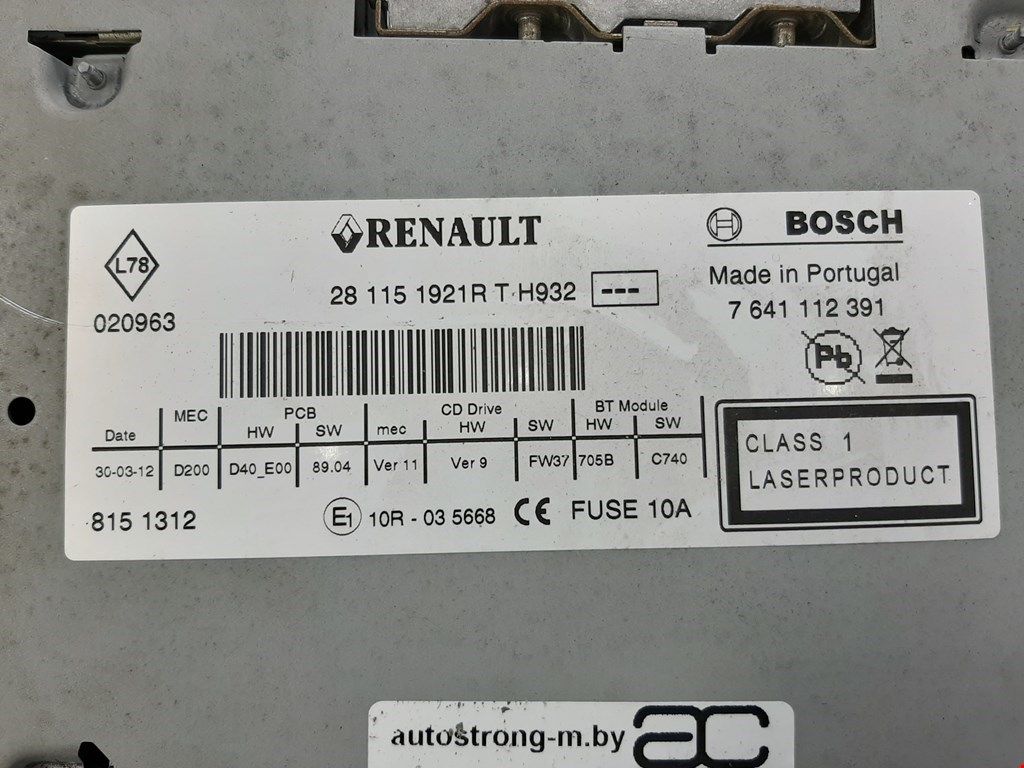 L78
020963
RENAULT
28 115 1921R T H932 ---
BOSCH
Made in Portugal
7 641 112 391
Pb
Date MEC PCB CD Drive BT Module
HW SW mec HW SW HW SW
30-03-12 D200 D40_E00 89.04 Ver 11 Ver 9 FW37 705B C740
815 1312
E1 10R - 03 5668 CE FUSE 10A
CLASS 1
LASERPRODUCT
autostrong-m.by ac